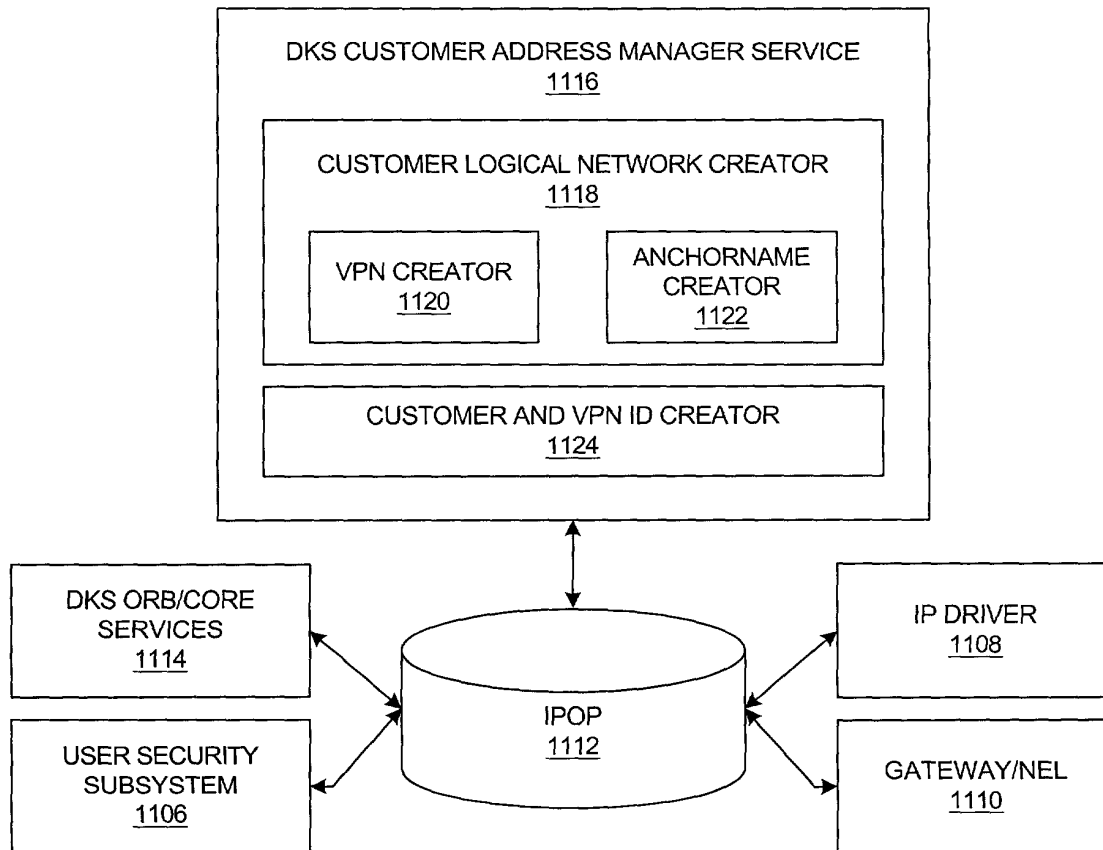 DKS CUSTOMER ADDRESS MANAGER SERVICE
1116
CUSTOMER LOGICAL NETWORK CREATOR
1118
VPN CREATOR
1120
ANCHORNAME
CREATOR
1122
CUSTOMER AND VPN ID CREATOR
1124
DKS ORB/CORE
SERVICES
1114
USER SECURITY
SUBSYSTEM
1106
IPOP
1112
IP DRIVER
1108
GATEWAY/NEL
1110